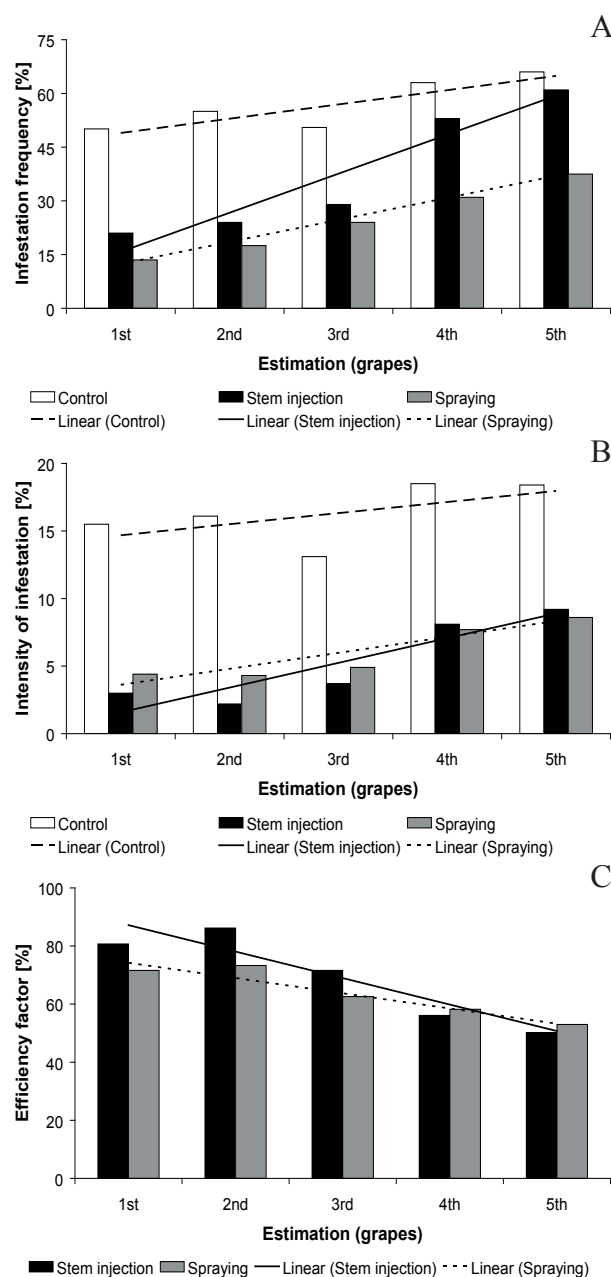 A
Infestation frequency [%]
75
60
45
30
15
0
1st 2nd 3rd 4th 5th
Estimation (grapes)
Control Stem injection Spraying
Linear (Control) Linear (Stem injection) Linear (Spraying)
B
Intensity of infestation [%]
20
15
10
5
0
1st 2nd 3rd 4th 5th
Estimation (grapes)
Control Stem injection Spraying
Linear (Control) Linear (Stem injection) Linear (Spraying)
C
Efficiency factor [%]
100
80
60
40
20
0
1st 2nd 3rd 4th 5th
Estimation (grapes)
Stem injection Spraying Linear (Stem injection) Linear (Spraying)